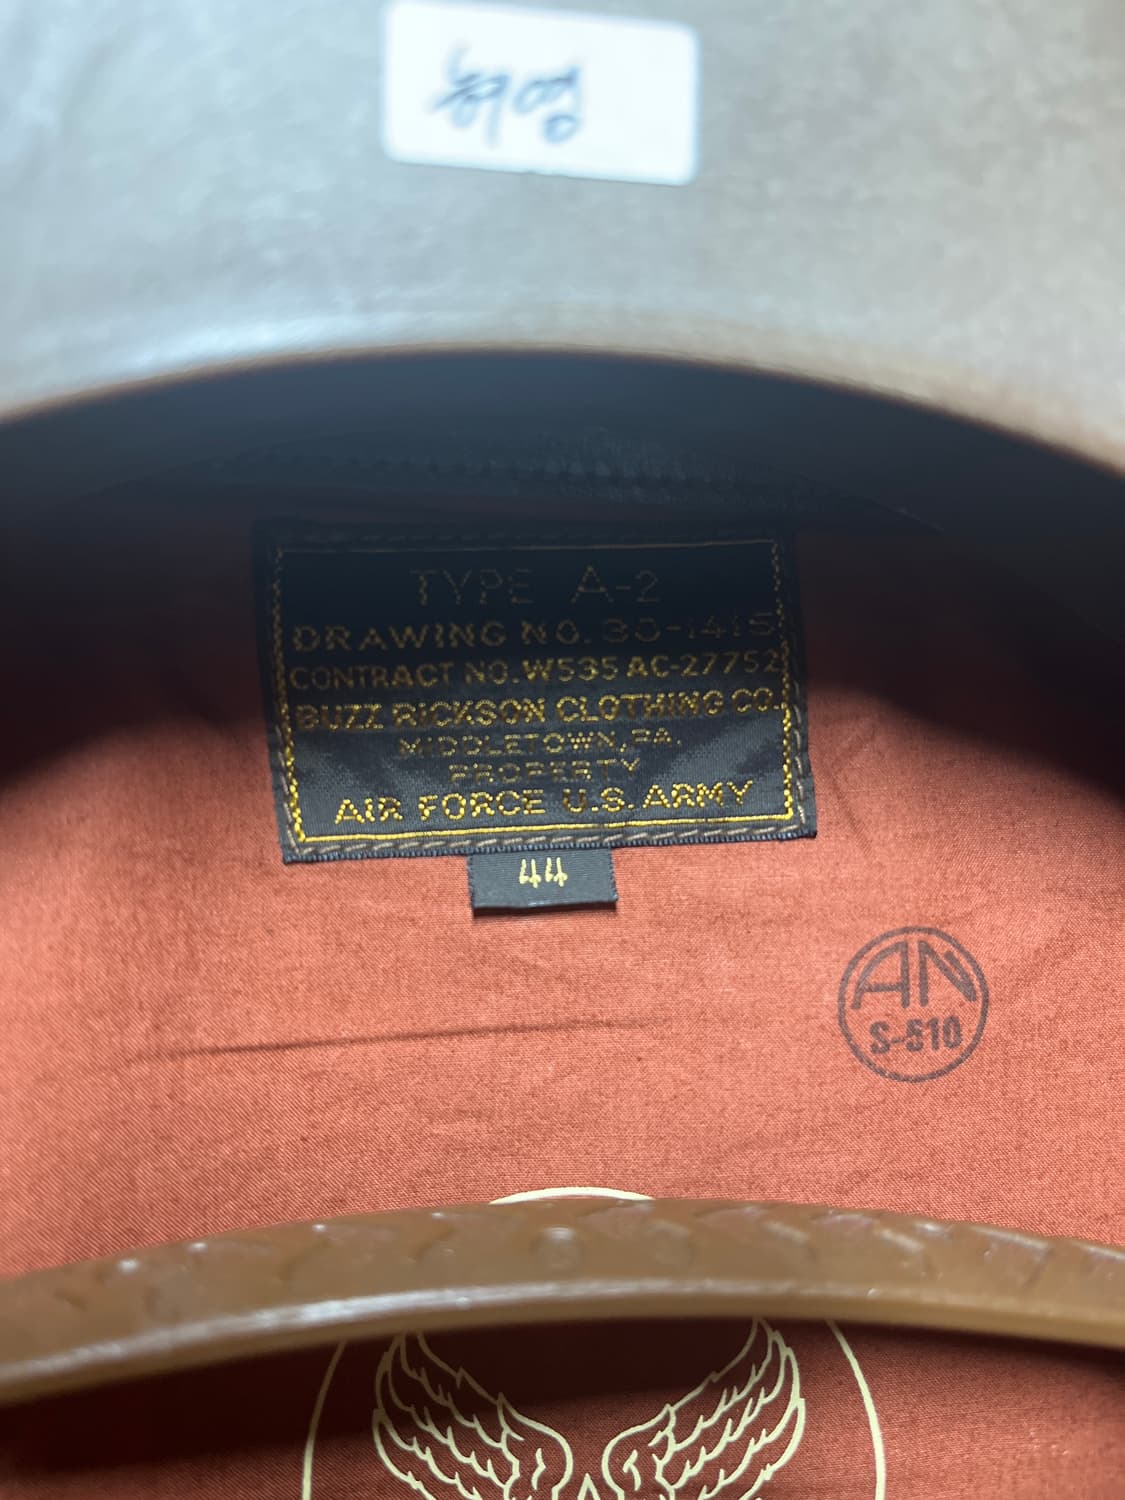 허영
TYPE A-2
DRAWING NO. 30-1415
CONTRACT NO. W535 AC-27752
BUZZ RICKSON CLOTHING CO.
MIDDLETOWN, PA.
PROPERTY
AIR FORCE U.S. ARMY
44
AN
S-510